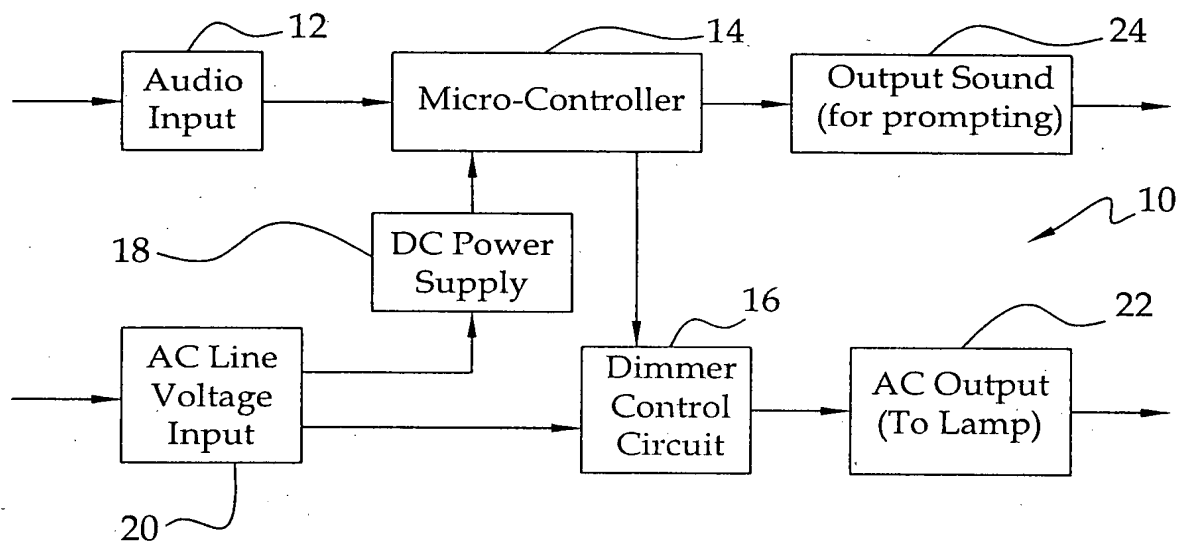 12
14
24
Audio
Input
Micro-Controller
Output Sound
(for prompting)
10
18
DC Power
Supply
16
22
AC Line
Voltage
Input
Dimmer
Control
Circuit
AC Output
(To Lamp)
20